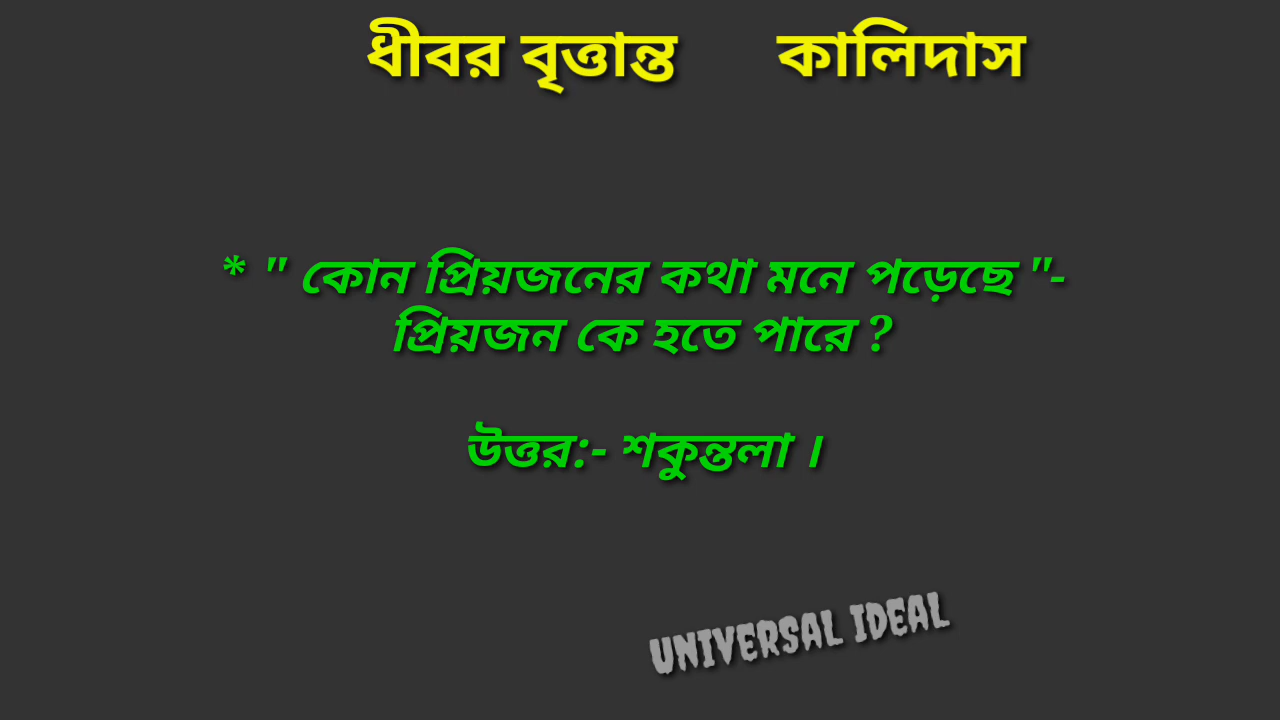 ধীবর বৃত্তান্ত কালিদাস
* " কোন প্রিয়জনের কথা মনে পড়েছে "-
প্রিয়জন কে হতে পারে ?
উত্তর:- শকুন্তলা ।
UNIVERSAL IDEAL